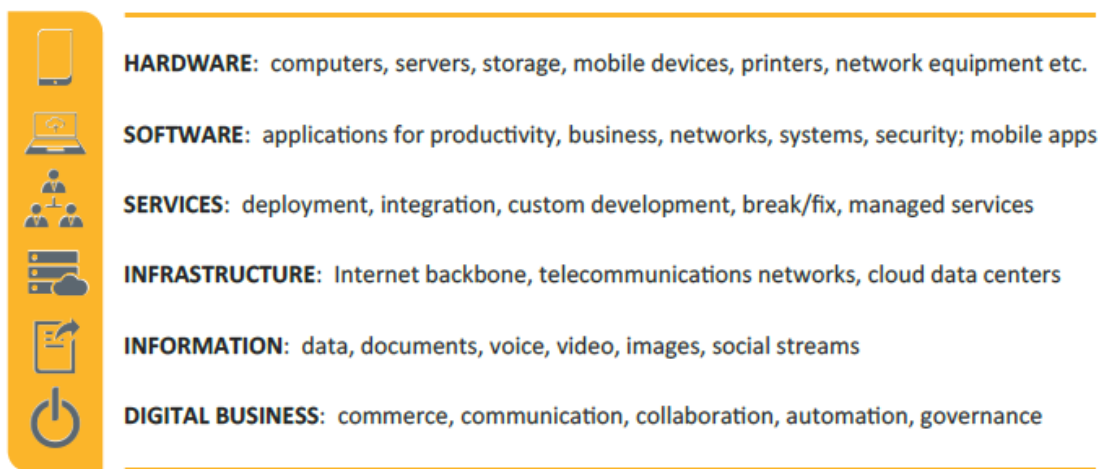 HARDWARE: computers, servers, storage, mobile devices, printers, network equipment etc.
SOFTWARE: applications for productivity, business, networks, systems, security; mobile apps
SERVICES: deployment, integration, custom development, break/fix, managed services
INFRASTRUCTURE: Internet backbone, telecommunications networks, cloud data centers
INFORMATION: data, documents, voice, video, images, social streams
DIGITAL BUSINESS: commerce, communication, collaboration, automation, governance